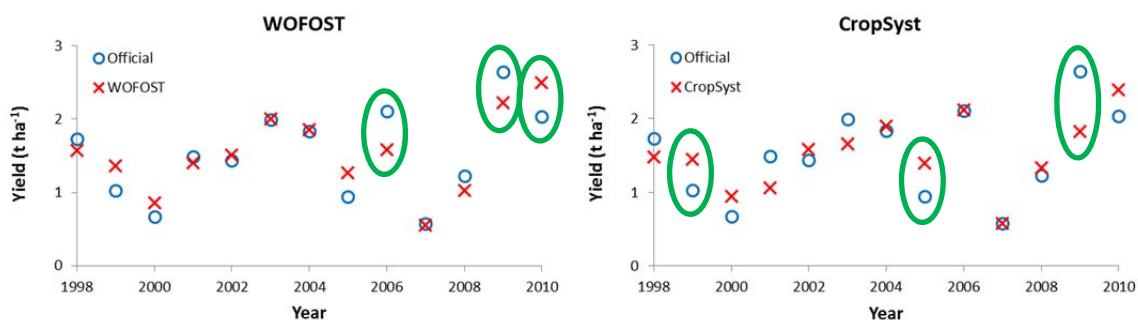 WOFOST
Yield (t ha⁻¹)
3
2
1
0
Official
WOFOST
1998 2000 2002 2004 2006 2008 2010
Year
CropSyst
Yield (t ha⁻¹)
3
2
1
0
Official
CropSyst
1998 2000 2002 2004 2006 2008 2010
Year